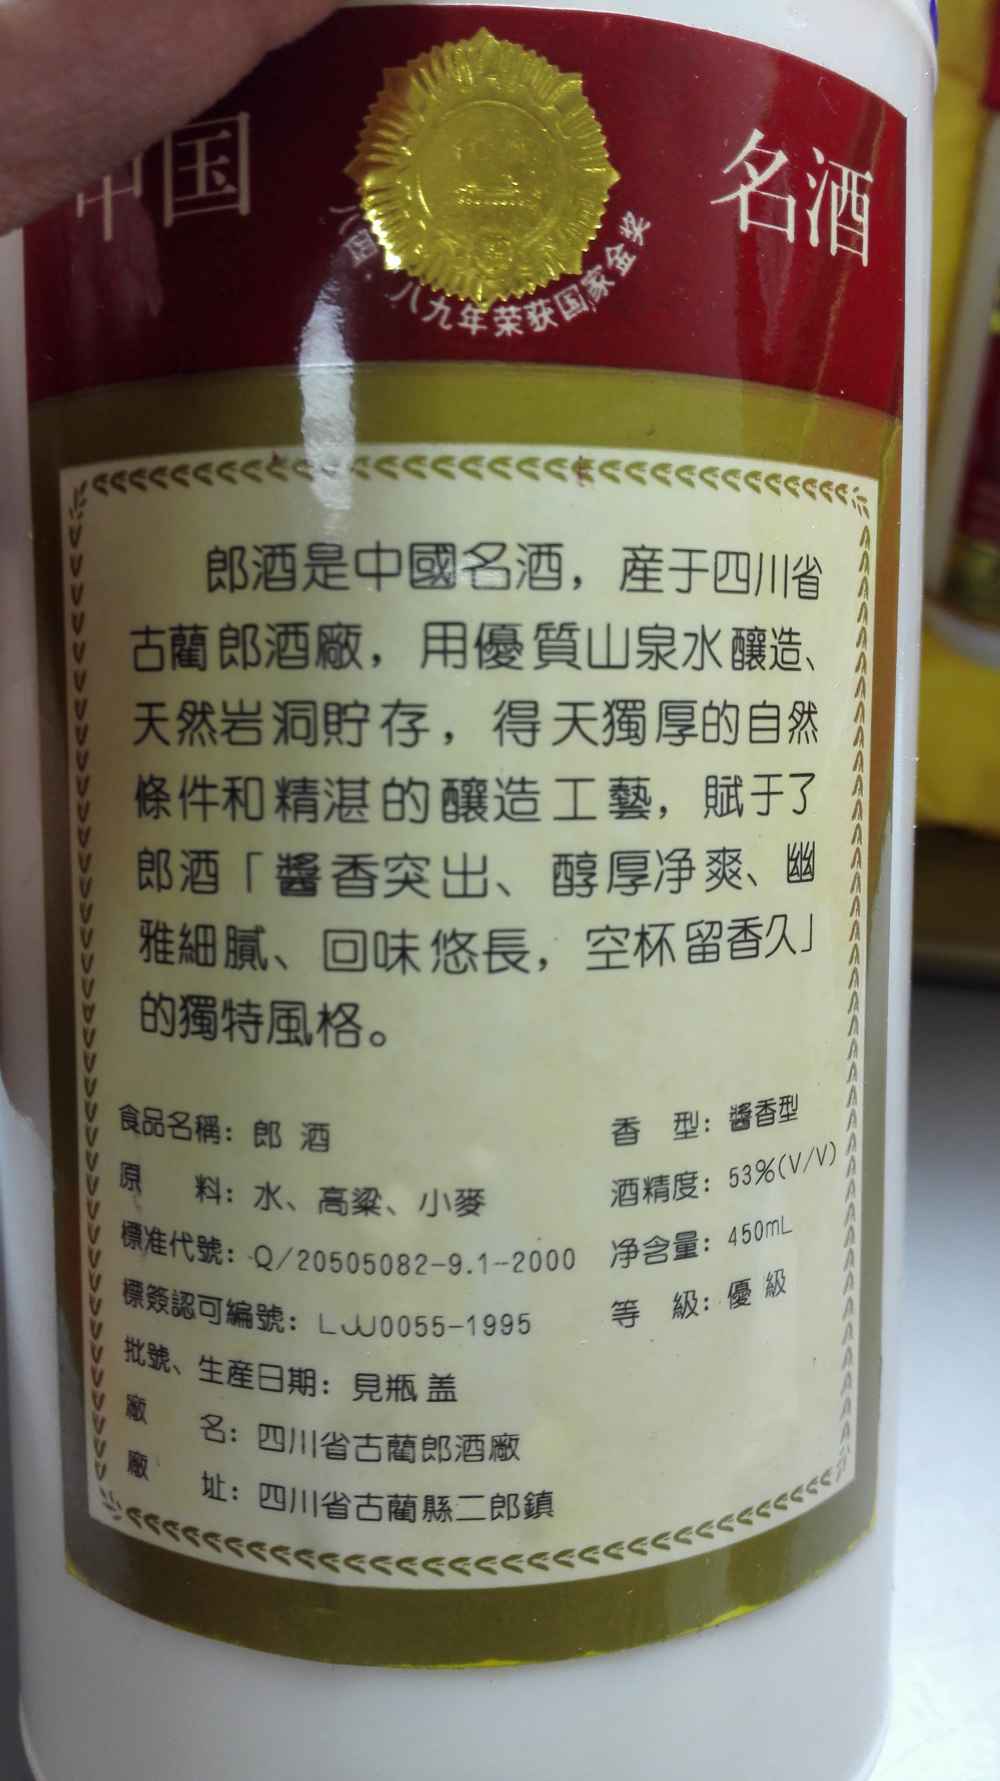 中国 名酒
八四·八九年荣获国家金奖
郎酒是中國名酒，産于四川省
古藺郎酒廠，用優質山泉水釀造、
天然岩洞貯存，得天獨厚的自然
條件和精湛的釀造工藝，賦于了
郎酒「醬香突出、醇厚净爽、幽
雅細膩、回味悠長，空杯留香久」
的獨特風格。
食品名稱：郎酒 香型：醬香型
原料：水、高粱、小麥 酒精度：53%(V/V)
標准代號：Q/20505082-9.1-2000 净含量：450mL
標簽認可編號：LJJJ0055-1995 等級：優級
批號、生産日期：見瓶盖
廠名：四川省古藺郎酒廠
廠址：四川省古藺縣二郎鎮